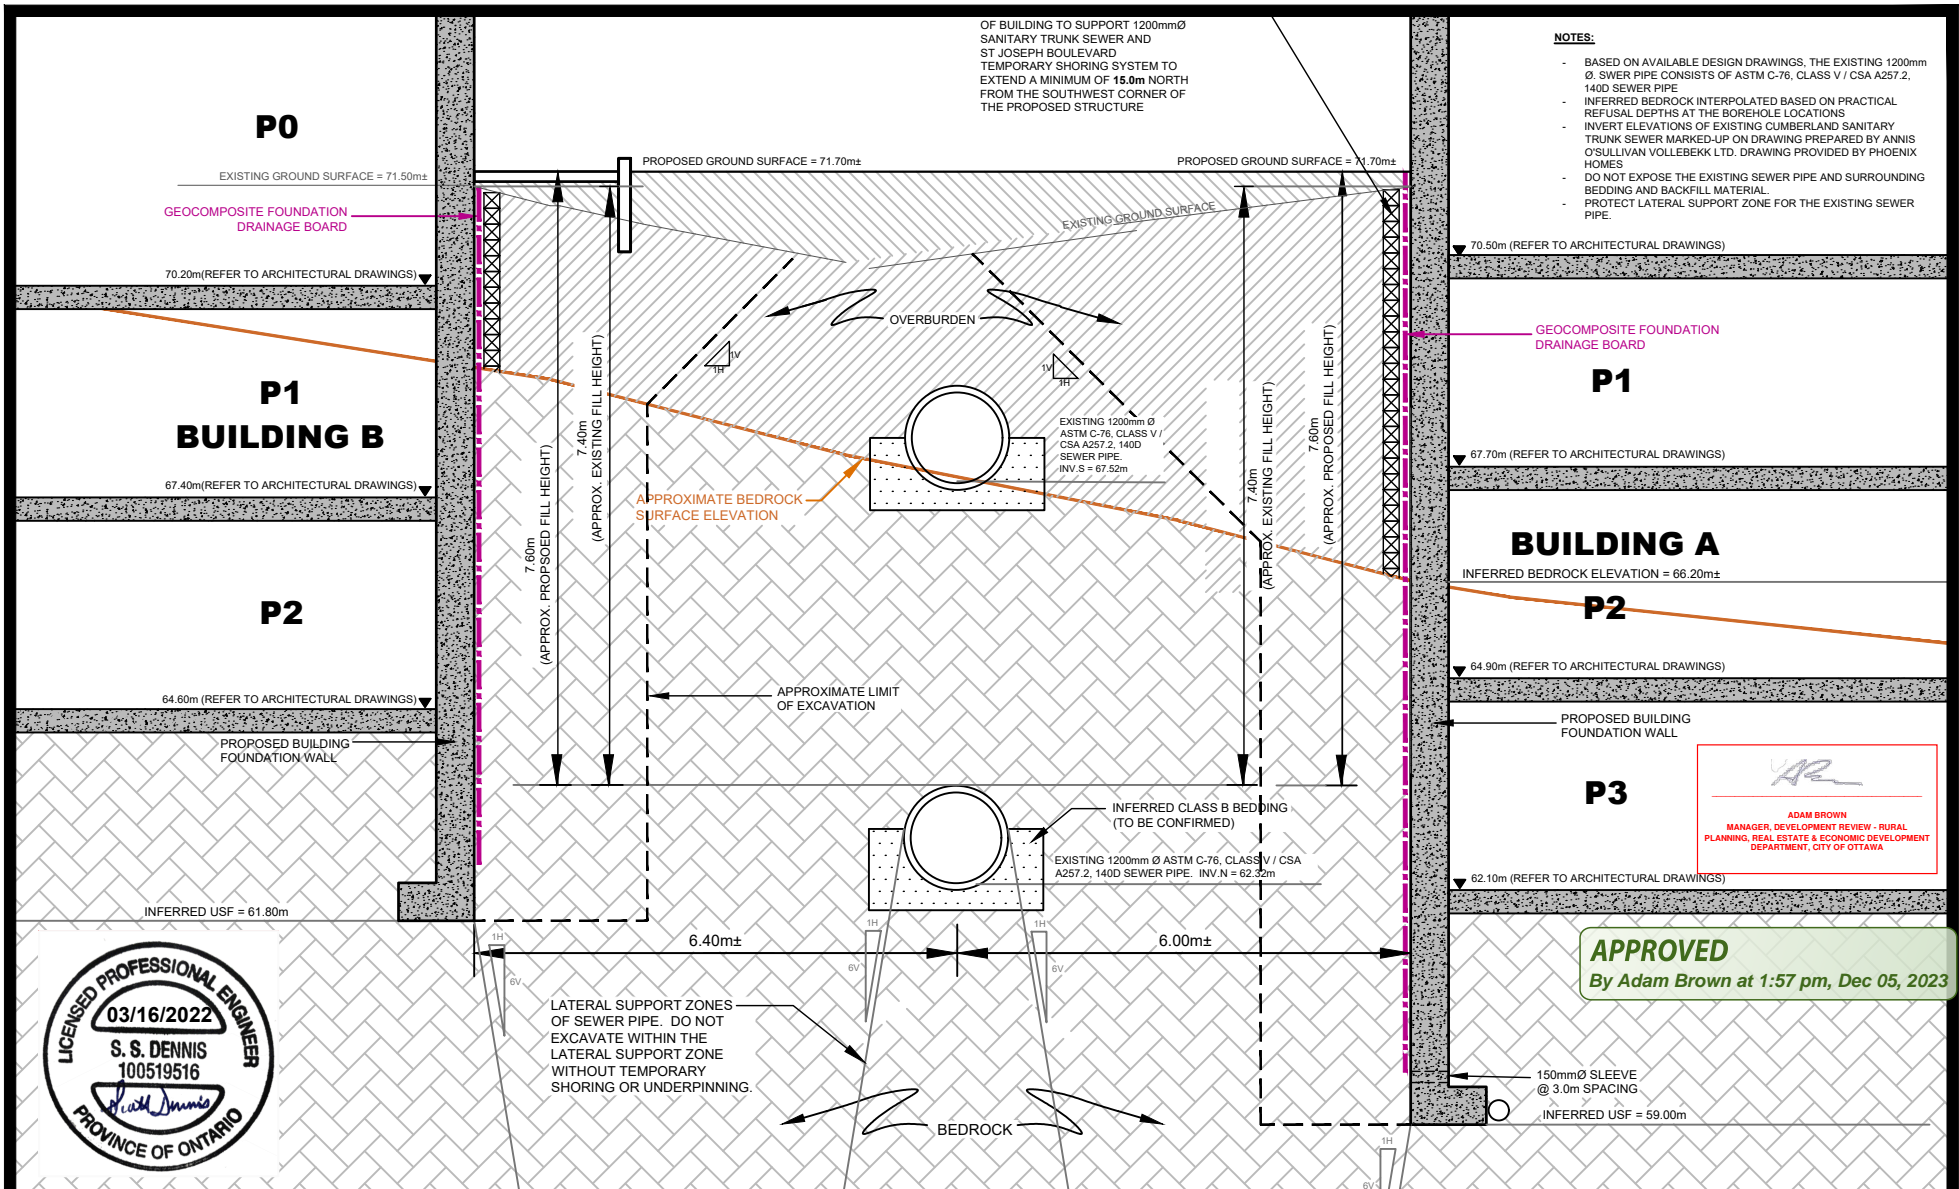 OF BUILDING TO SUPPORT 1200mmØ
SANITARY TRUNK SEWER AND
ST JOSEPH BOULEVARD
TEMPORARY SHORING SYSTEM TO
EXTEND A MINIMUM OF 15.0m NORTH
FROM THE SOUTHWEST CORNER OF
THE PROPOSED STRUCTURE
NOTES:
- BASED ON AVAILABLE DESIGN DRAWINGS, THE EXISTING 1200mm
Ø. SWER PIPE CONSISTS OF ASTM C-76, CLASS V / CSA A257.2,
140D SEWER PIPE
- INFERRED BEDROCK INTERPOLATED BASED ON PRACTICAL
REFUSAL DEPTHS AT THE BOREHOLE LOCATIONS
- INVERT ELEVATIONS OF EXISTING CUMBERLAND SANITARY
TRUNK SEWER MARKED-UP ON DRAWING PREPARED BY ANNIS
O'SULLIVAN VOLLEBEKK LTD. DRAWING PROVIDED BY PHOENIX
HOMES
- DO NOT EXPOSE THE EXISTING SEWER PIPE AND SURROUNDING
BEDDING AND BACKFILL MATERIAL.
- PROTECT LATERAL SUPPORT ZONE FOR THE EXISTING SEWER
PIPE.
P0
EXISTING GROUND SURFACE = 71.50m±
GEOCOMPOSITE FOUNDATION
DRAINAGE BOARD
70.20m(REFER TO ARCHITECTURAL DRAWINGS)
P1
BUILDING B
67.40m(REFER TO ARCHITECTURAL DRAWINGS)
P2
64.60m (REFER TO ARCHITECTURAL DRAWINGS)
PROPOSED BUILDING
FOUNDATION WALL
INFERRED USF = 61.80m
PROPOSED GROUND SURFACE = 71.70m±
PROPOSED GROUND SURFACE = 71.70m±
EXISTING GROUND SURFACE
OVERBURDEN
1V
1H
1V
1H
7.60m
(APPROX. PROPSOED FILL HEIGHT)
7.40m
(APPROX. EXISTING FILL HEIGHT)
7.40m
(APPROX. EXISTING FILL HEIGHT)
7.60m
(APPROX. PROPOSED FILL HEIGHT)
EXISTING 1200mm Ø
ASTM C-76, CLASS V /
CSA A257.2, 140D
SEWER PIPE.
INV.S = 67.52m
APPROXIMATE BEDROCK
SURFACE ELEVATION
APPROXIMATE LIMIT
OF EXCAVATION
INFERRED CLASS B BEDDING
(TO BE CONFIRMED)
EXISTING 1200mm Ø ASTM C-76, CLASS V / CSA
A257.2, 140D SEWER PIPE. INV.N = 62.32m
6.40m±
6.00m±
1H
6V
1H
6V
1H
6V
LATERAL SUPPORT ZONES
OF SEWER PIPE. DO NOT
EXCAVATE WITHIN THE
LATERAL SUPPORT ZONE
WITHOUT TEMPORARY
SHORING OR UNDERPINNING.
BEDROCK
1H
6V
70.50m (REFER TO ARCHITECTURAL DRAWINGS)
GEOCOMPOSITE FOUNDATION
DRAINAGE BOARD
P1
67.70m (REFER TO ARCHITECTURAL DRAWINGS)
BUILDING A
INFERRED BEDROCK ELEVATION = 66.20m±
P2
64.90m (REFER TO ARCHITECTURAL DRAWINGS)
PROPOSED BUILDING
FOUNDATION WALL
P3
ADAM BROWN
MANAGER, DEVELOPMENT REVIEW - RURAL
PLANNING, REAL ESTATE & ECONOMIC DEVELOPMENT
DEPARTMENT, CITY OF OTTAWA
62.10m (REFER TO ARCHITECTURAL DRAWINGS)
APPROVED
By Adam Brown at 1:57 pm, Dec 05, 2023
150mmØ SLEEVE
@ 3.0m SPACING
INFERRED USF = 59.00m
LICENSED PROFESSIONAL ENGINEER
03/16/2022
S. S. DENNIS
100519516
Scott Dennis
PROVINCE OF ONTARIO